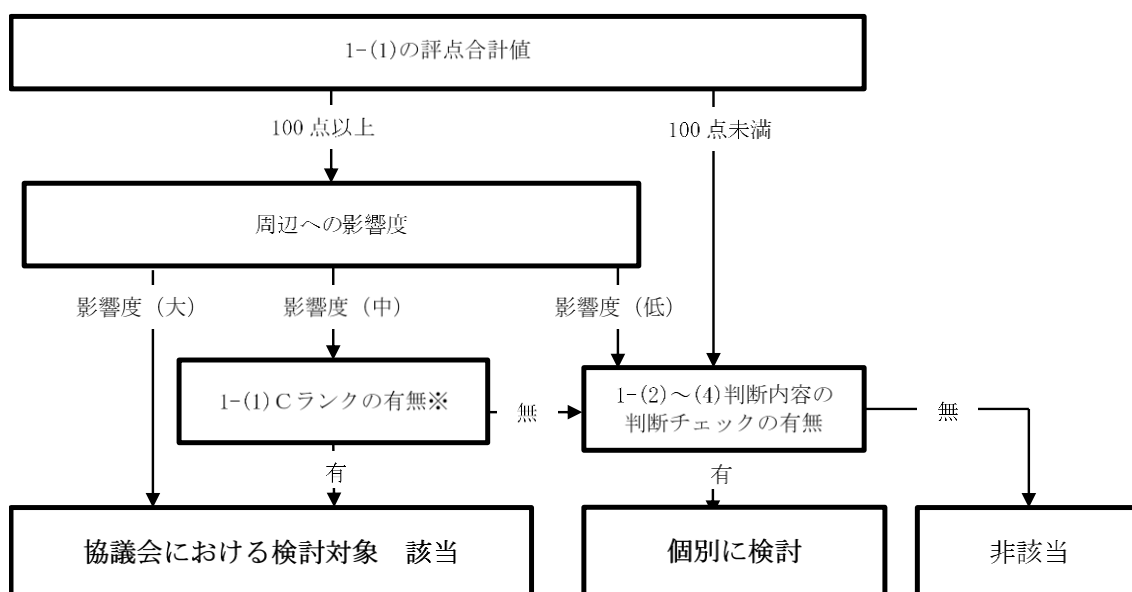 1-(1)の評点合計値
100点以上
100点未満
周辺への影響度
影響度（大）
影響度（中）
影響度（低）
1-(1)Cランクの有無※
無
1-(2)～(4)判断内容の
判断チェックの有無
無
有
有
協議会における検討対象　該当
個別に検討
非該当